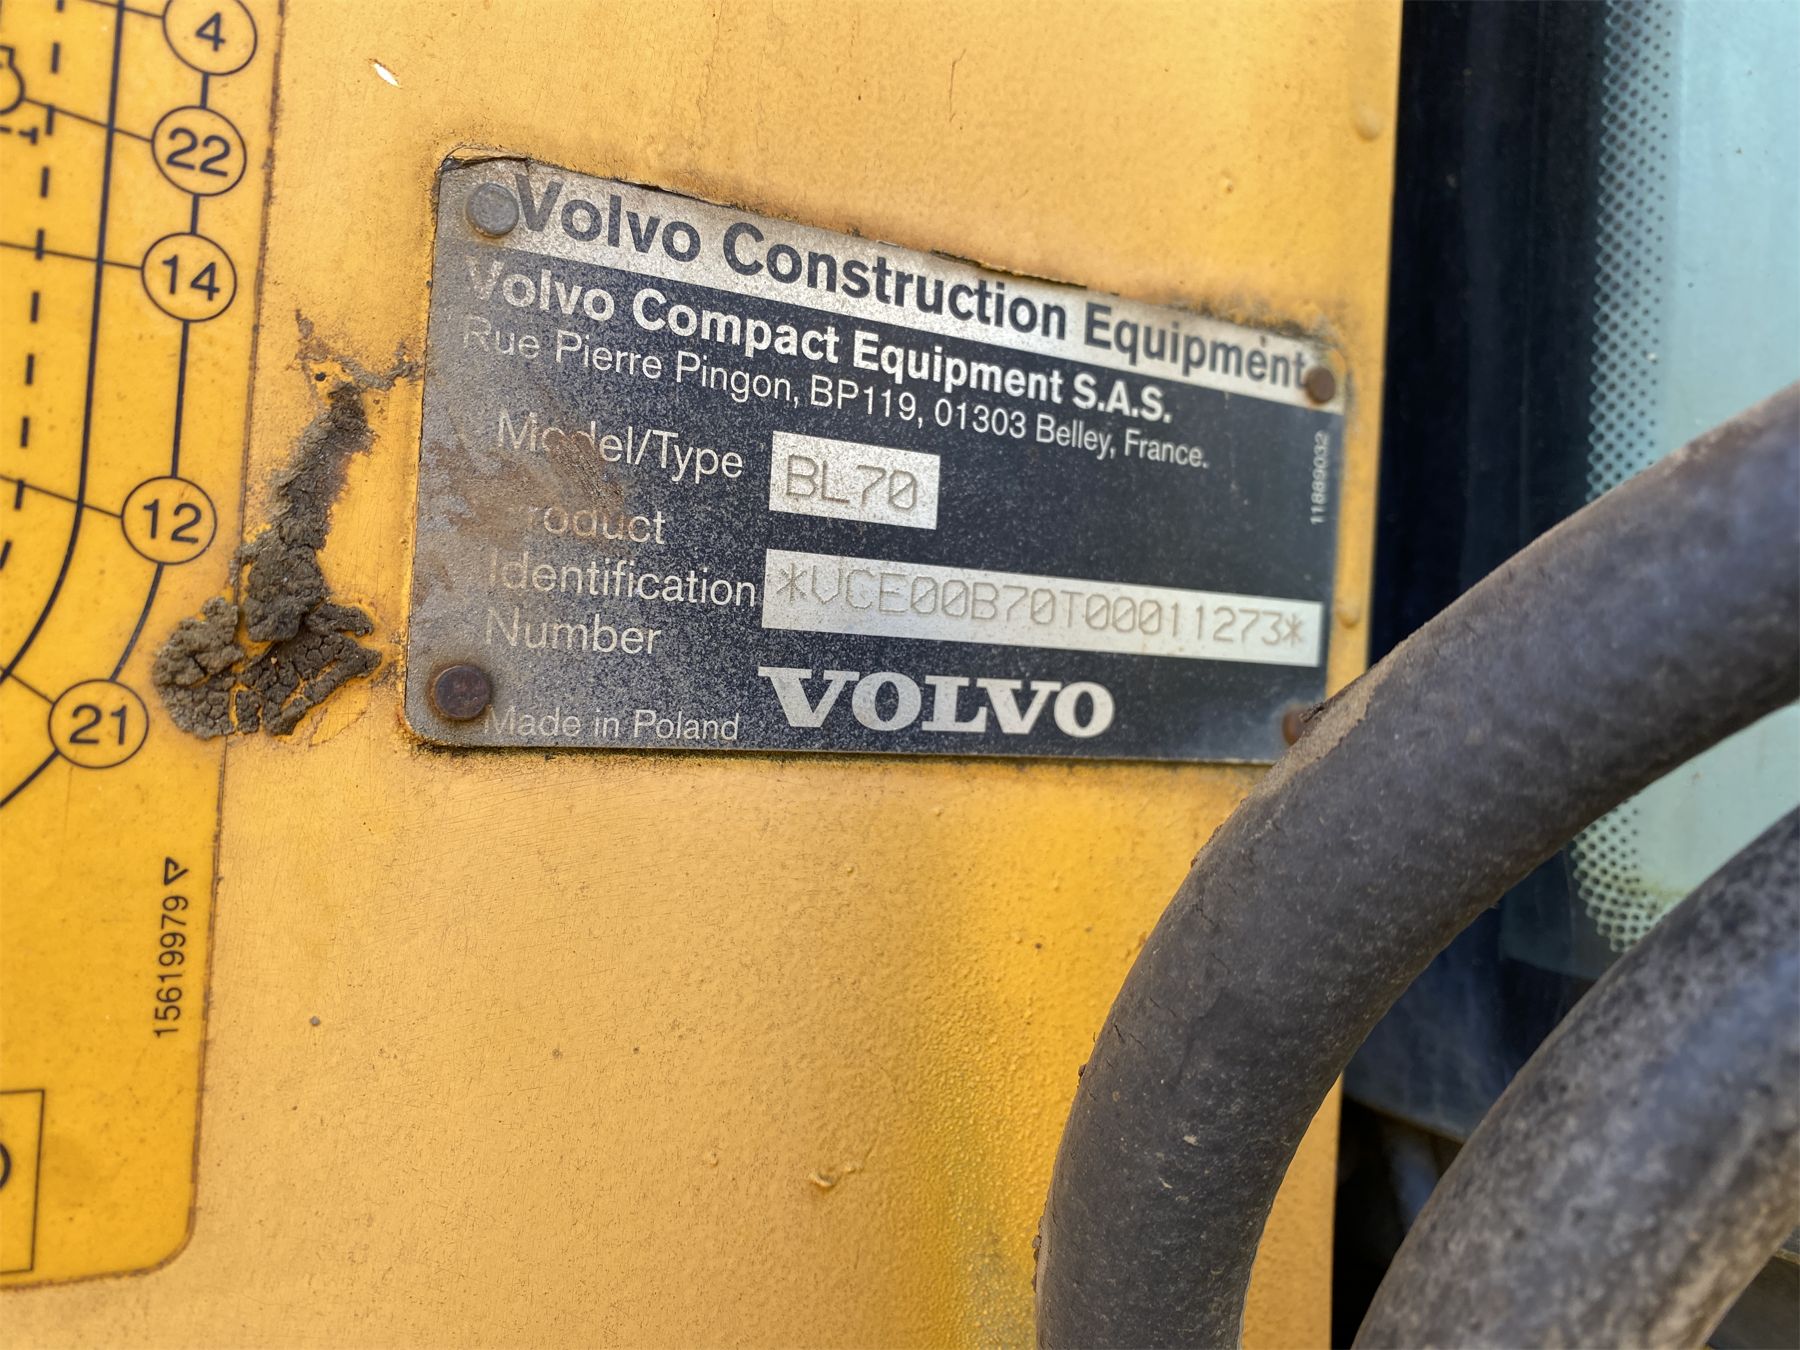 4
22
14
12
21
15619979
Volvo Construction Equipment
Volvo Compact Equipment S.A.S.
Rue Pierre Pingon, BP119, 01303 Belley, France.
Model/Type BL70
Product
Identification *VCE00B70T00011273*
Number
Made in Poland VOLVO
11889032